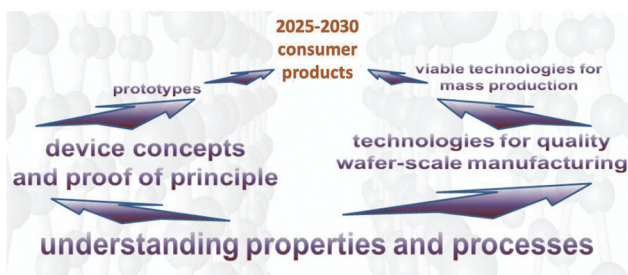 2025-2030
consumer
products
prototypes
viable technologies for
mass production
device concepts
and proof of principle
technologies for quality
wafer-scale manufacturing
understanding properties and processes